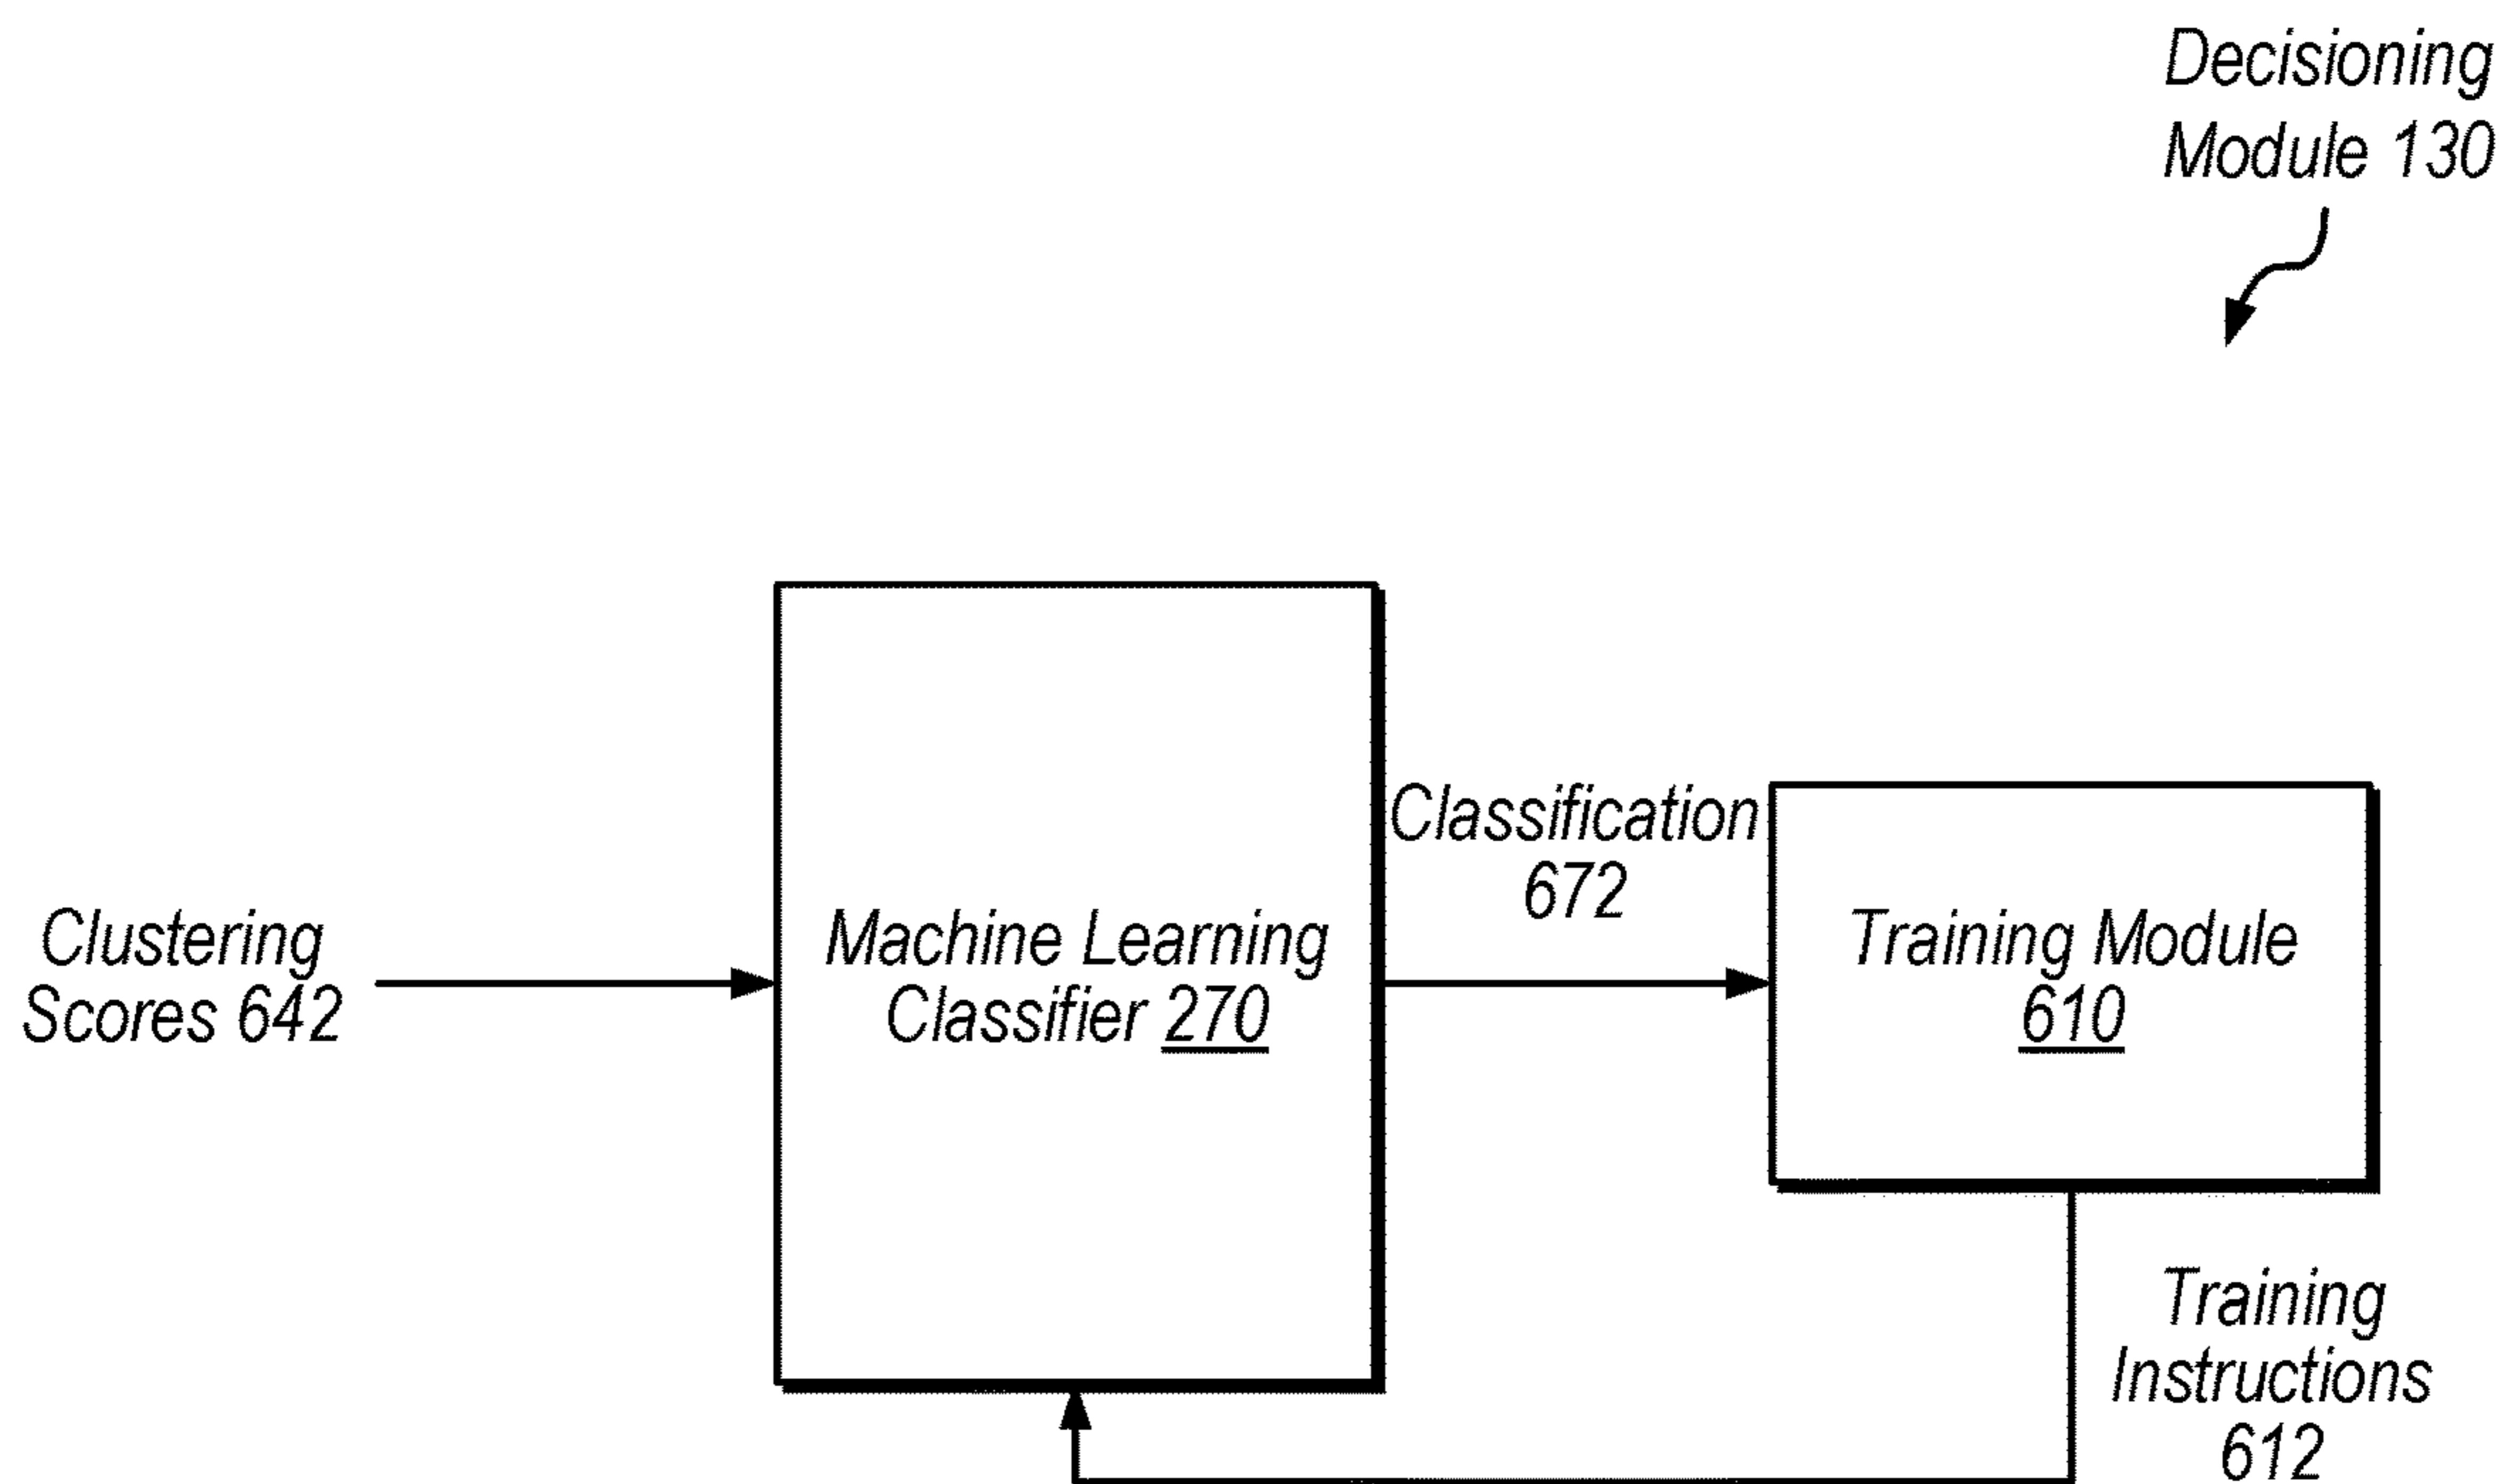 Decisioning
Module 130
Clustering
Scores 642
Machine Learning
Classifier 270
Classification
672
Training Module
610
Training
Instructions
612